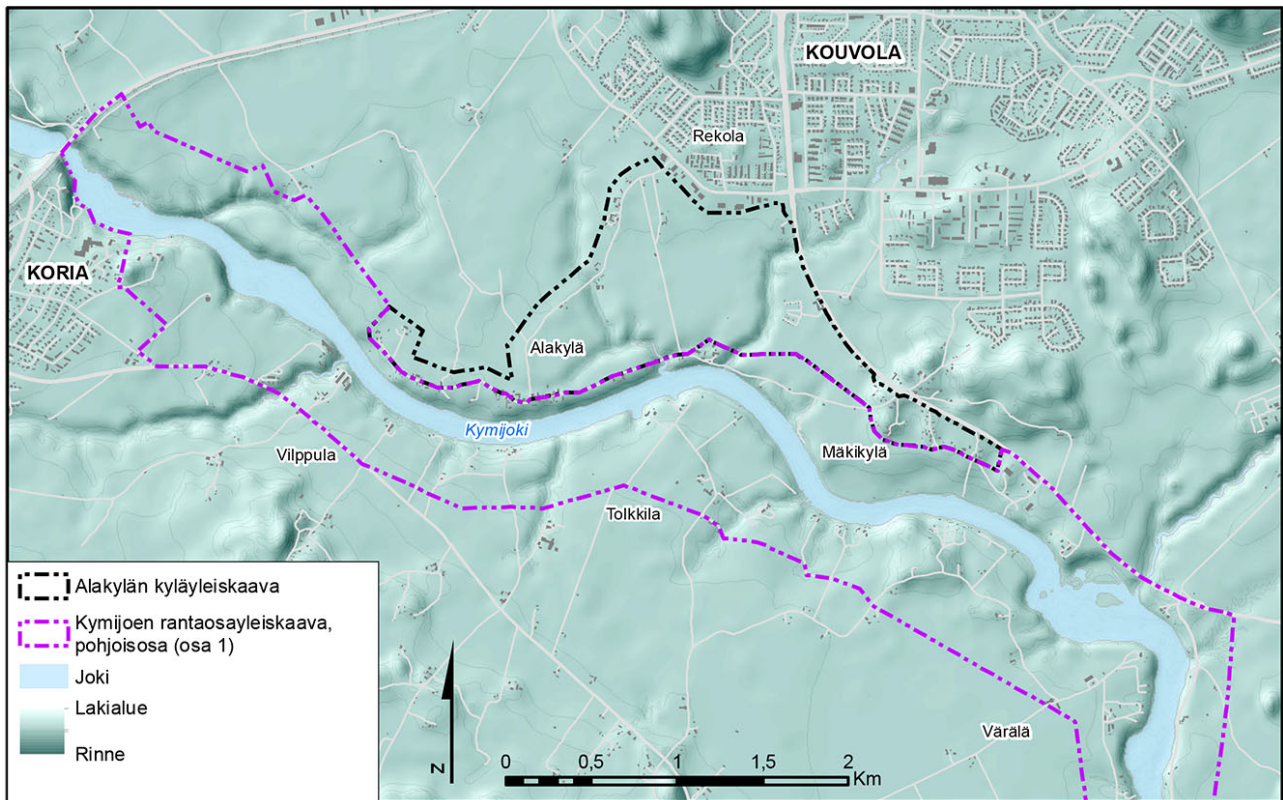 KOUVOLA
Rekola
KORIA
Alakylä
Kymijoki
Vilppula
Mäkikylä
Tolkkila
Värälä
Alakylän kyläyleiskaava
Kymijoen rantaosayleiskaava,
pohjoisosa (osa 1)
Joki
Lakialue
Rinne
N
0 0,5 1 1,5 2
Km